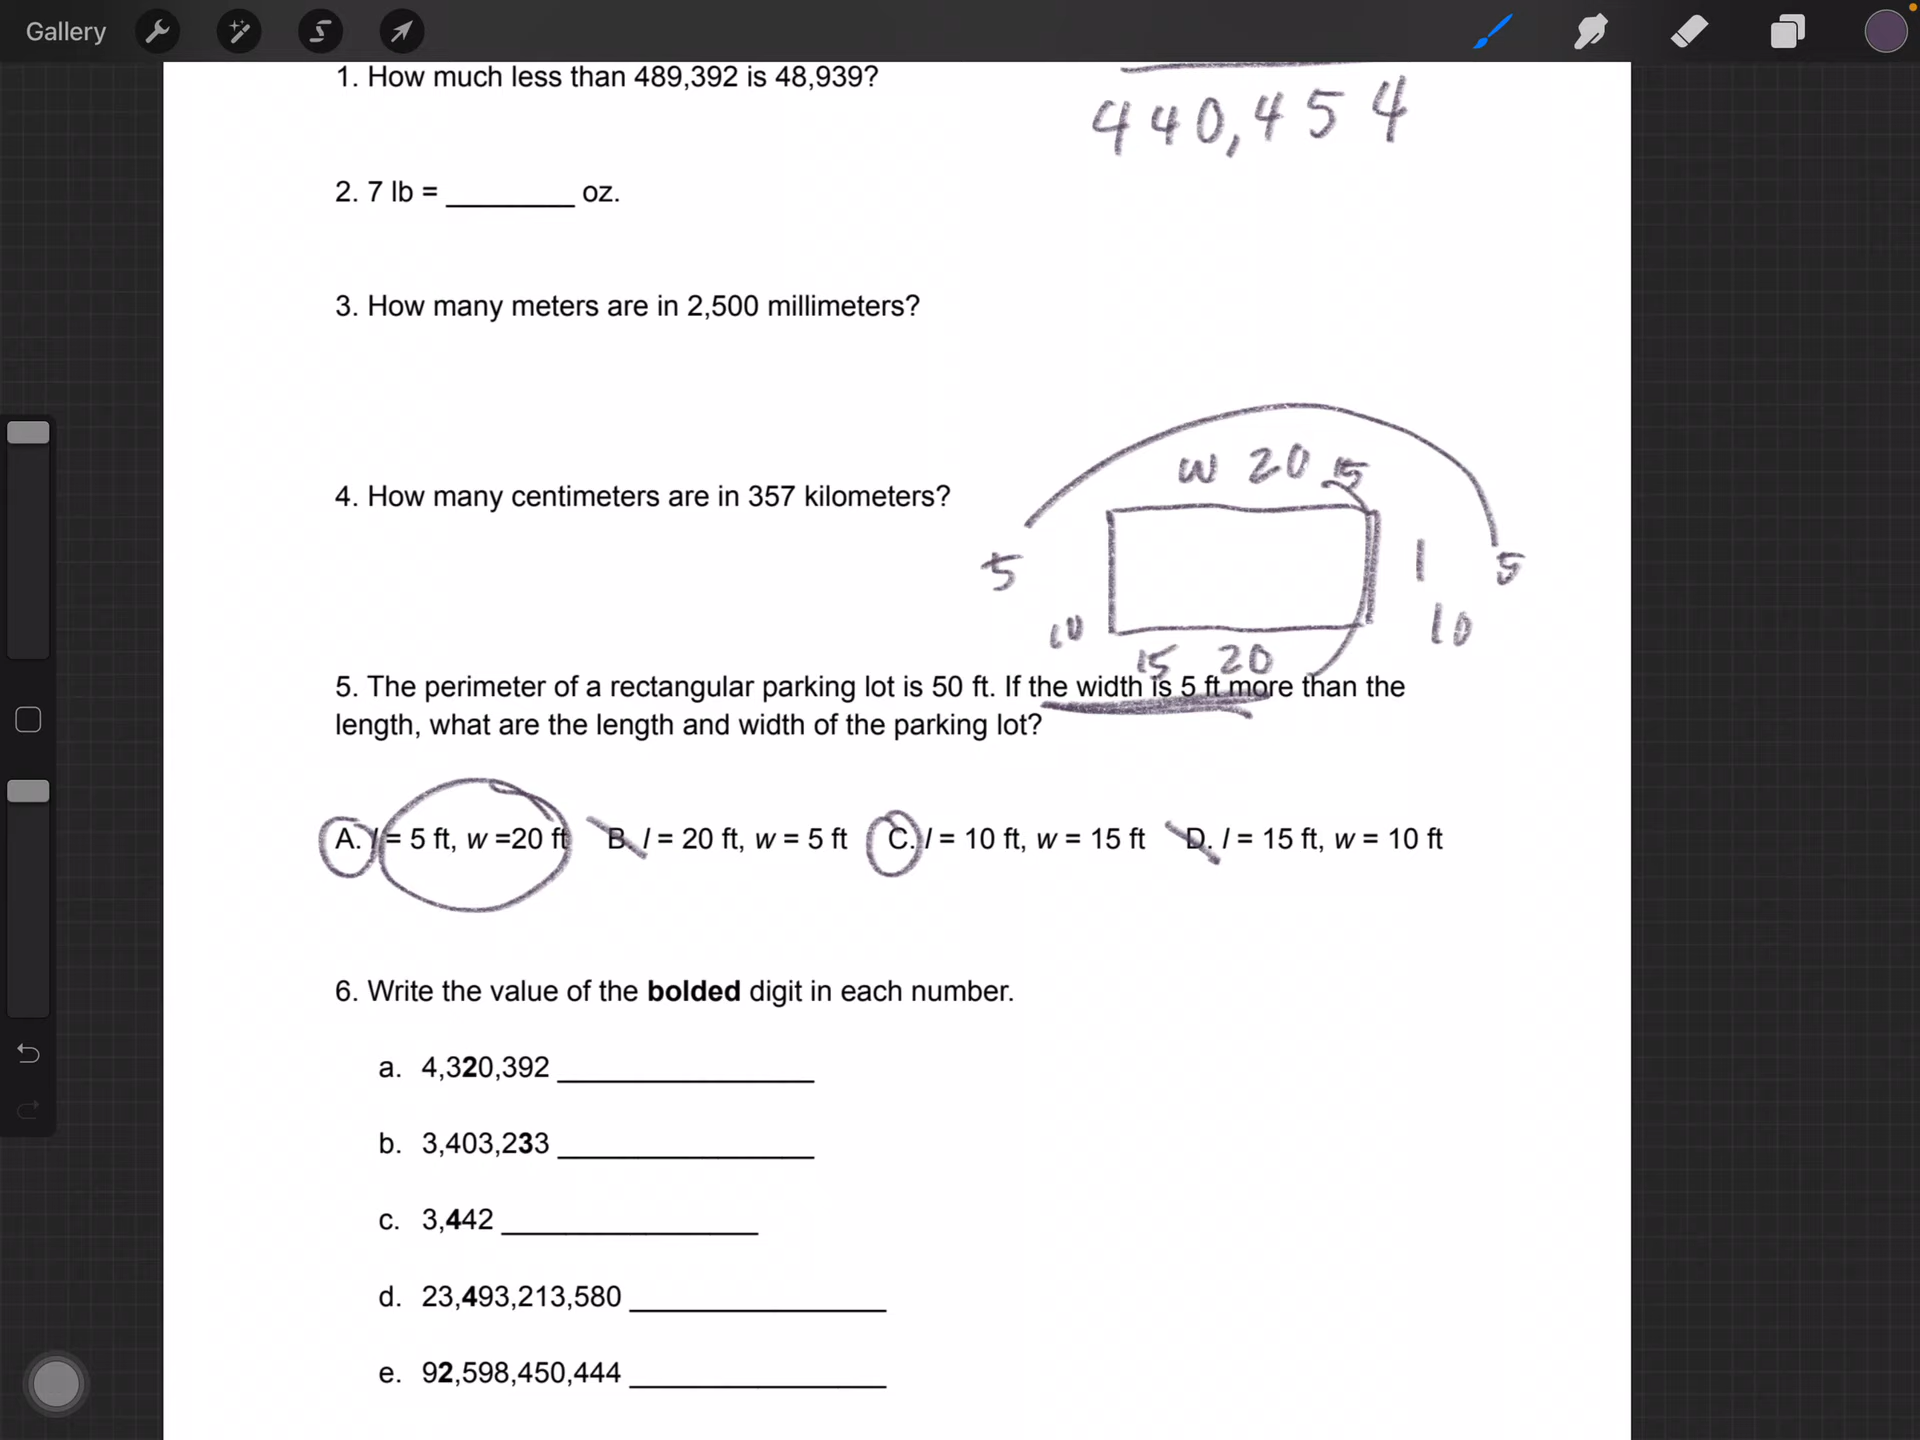 Gallery
1. How much less than 489,392 is 48,939?
440,454
2. 7 lb = ________ oz.
3. How many meters are in 2,500 millimeters?
w 20 15
4. How many centimeters are in 357 kilometers?
5 l 5
10 10
15 20
5. The perimeter of a rectangular parking lot is 50 ft. If the width is 5 ft more than the
length, what are the length and width of the parking lot?
A. l = 5 ft, w =20 ft B. l = 20 ft, w = 5 ft C. l = 10 ft, w = 15 ft D. l = 15 ft, w = 10 ft
6. Write the value of the bolded digit in each number.
a. 4,320,392 ________________
b. 3,403,233 ________________
c. 3,442 ________________
d. 23,493,213,580 ________________
e. 92,598,450,444 ________________